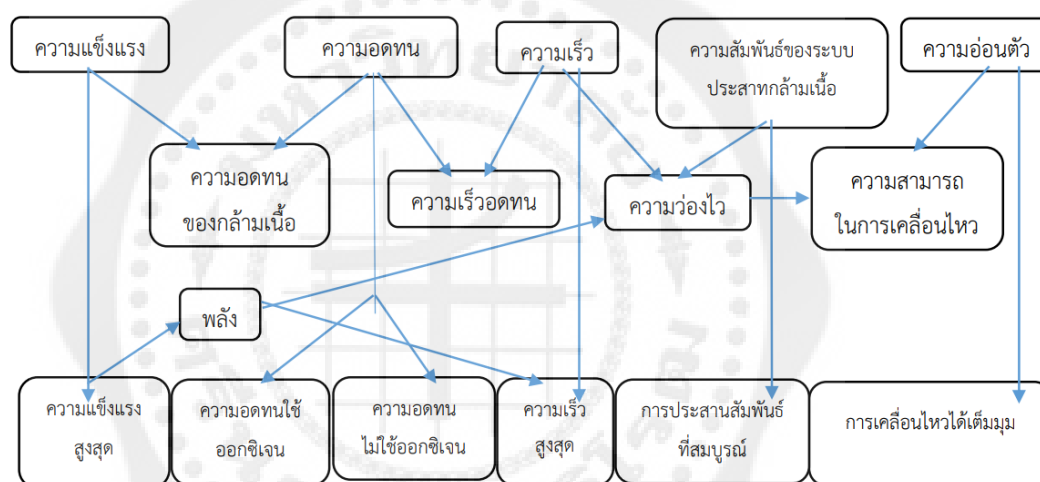 ความแข็งแรง
ความอดทน
ความเร็ว
ความสัมพันธ์ของระบบ
ประสาทกล้ามเนื้อ
ความอ่อนตัว
ความอดทน
ของกล้ามเนื้อ
ความเร็วอดทน
ความว่องไว
ความสามารถ
ในการเคลื่อนไหว
พลัง
ความแข็งแรง
สูงสุด
ความอดทนใช้
ออกซิเจน
ความอดทน
ไม่ใช้ออกซิเจน
ความเร็ว
สูงสุด
การประสานสัมพันธ์
ที่สมบูรณ์
การเคลื่อนไหวได้เต็มมุม